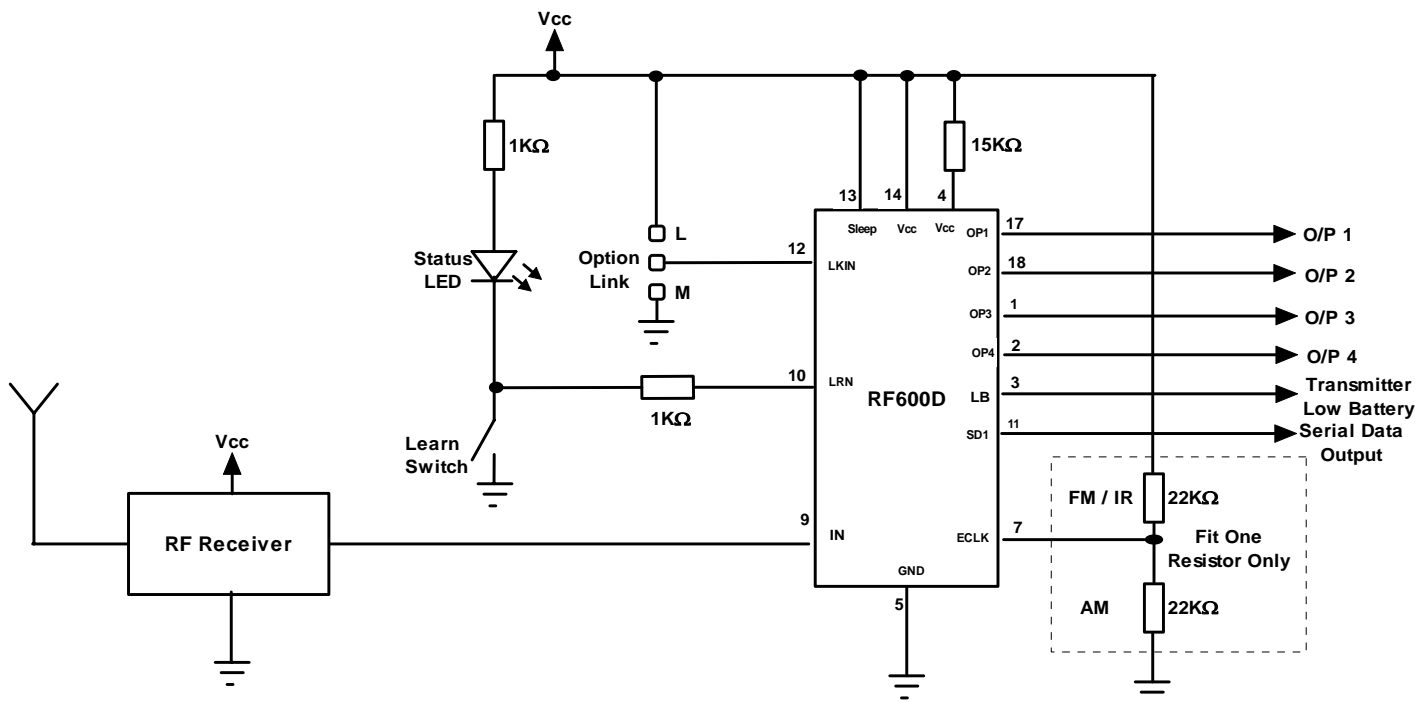 Vcc
1KΩ
15KΩ
13
14
4
Sleep
Vcc
Vcc
OP1
17
O/P 1
L
Option
Link
M
12
LKIN
OP2
18
O/P 2
Status
LED
OP3
1
O/P 3
OP4
2
O/P 4
10
LRN
1KΩ
RF600D
LB
3
Transmitter
Low Battery
SD1
11
Serial Data
Output
Learn
Switch
Vcc
RF Receiver
9
IN
ECLK
7
FM / IR
22KΩ
Fit One
Resistor Only
AM
22KΩ
GND
5